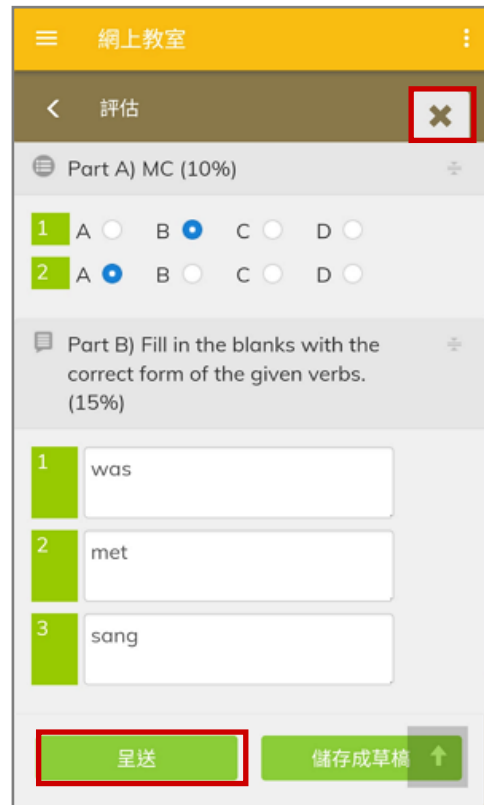 網上教室
評估
Part A) MC (10%)
1 A B C D
2 A B C D
Part B) Fill in the blanks with the
correct form of the given verbs.
(15%)
1 was
2 met
3 sang
呈送 儲存成草稿